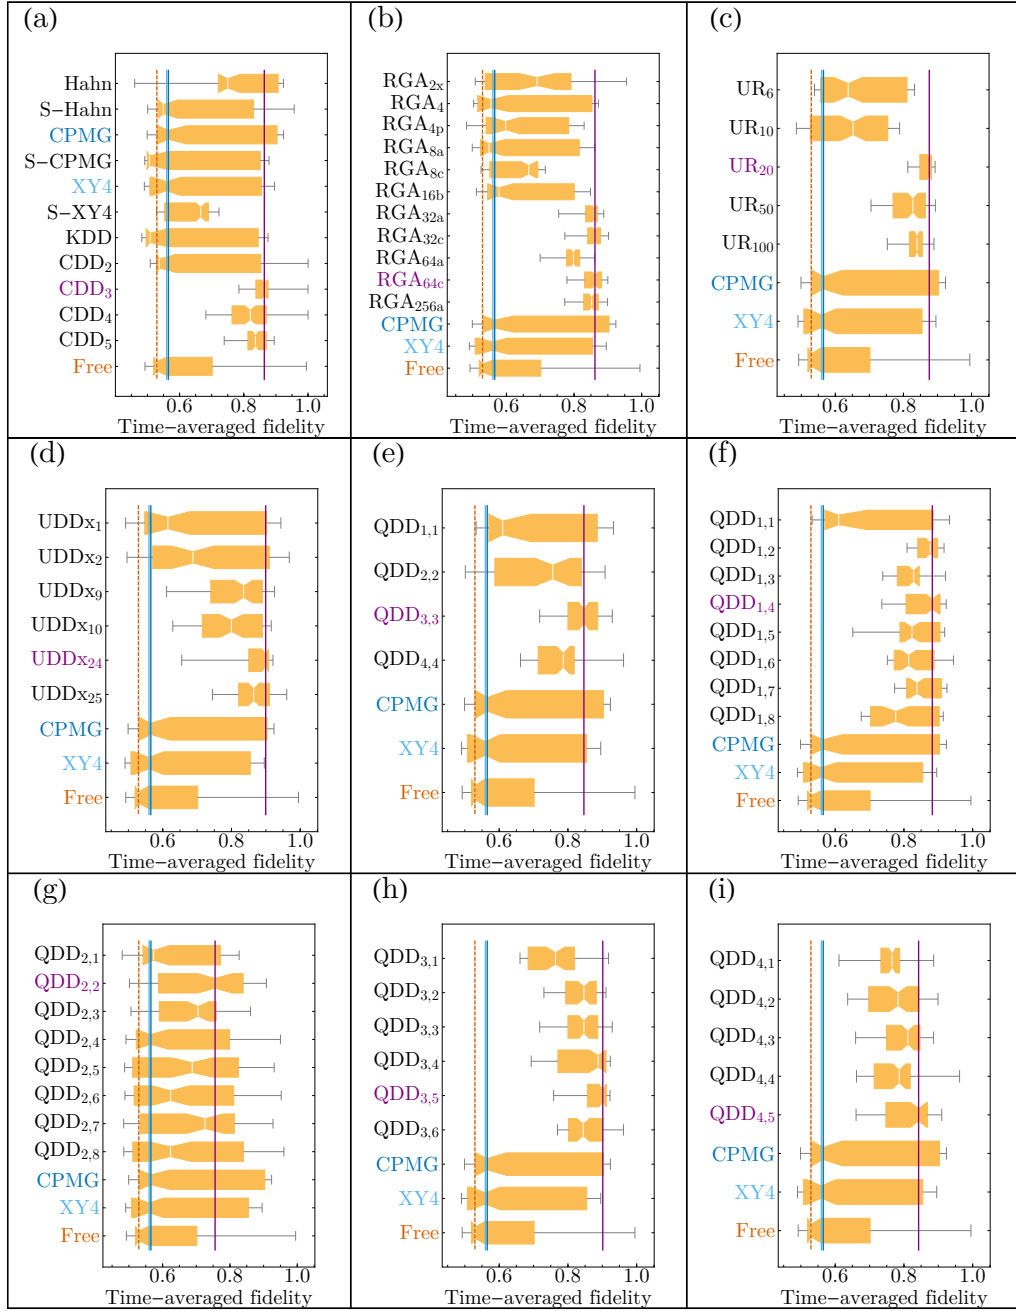 (a)
Hahn
S−Hahn
CPMG
S−CPMG
XY4
S−XY4
KDD
CDD₂
CDD₃
CDD₄
CDD₅
Free
0.6 0.8 1.0
Time−averaged fidelity
(b)
RGA₂ₓ
RGA₄
RGA₄ₚ
RGA₈ₐ
RGA₈c
RGA₁₆b
RGA₃₂ₐ
RGA₃₂c
RGA₆₄ₐ
RGA₆₄c
RGA₂₅₆ₐ
CPMG
XY4
Free
0.6 0.8 1.0
Time−averaged fidelity
(c)
UR₆
UR₁₀
UR₂₀
UR₅₀
UR₁₀₀
CPMG
XY4
Free
0.6 0.8 1.0
Time−averaged fidelity
(d)
UDDx₁
UDDx₂
UDDx₉
UDDx₁₀
UDDx₂₄
UDDx₂₅
CPMG
XY4
Free
0.6 0.8 1.0
Time−averaged fidelity
(e)
QDD₁,₁
QDD₂,₂
QDD₃,₃
QDD₄,₄
CPMG
XY4
Free
0.6 0.8 1.0
Time−averaged fidelity
(f)
QDD₁,₁
QDD₁,₂
QDD₁,₃
QDD₁,₄
QDD₁,₅
QDD₁,₆
QDD₁,₇
QDD₁,₈
CPMG
XY4
Free
0.6 0.8 1.0
Time−averaged fidelity
(g)
QDD₂,₁
QDD₂,₂
QDD₂,₃
QDD₂,₄
QDD₂,₅
QDD₂,₆
QDD₂,₇
QDD₂,₈
CPMG
XY4
Free
0.6 0.8 1.0
Time−averaged fidelity
(h)
QDD₃,₁
QDD₃,₂
QDD₃,₃
QDD₃,₄
QDD₃,₅
QDD₃,₆
CPMG
XY4
Free
0.6 0.8 1.0
Time−averaged fidelity
(i)
QDD₄,₁
QDD₄,₂
QDD₄,₃
QDD₄,₄
QDD₄,₅
CPMG
XY4
Free
0.6 0.8 1.0
Time−averaged fidelity